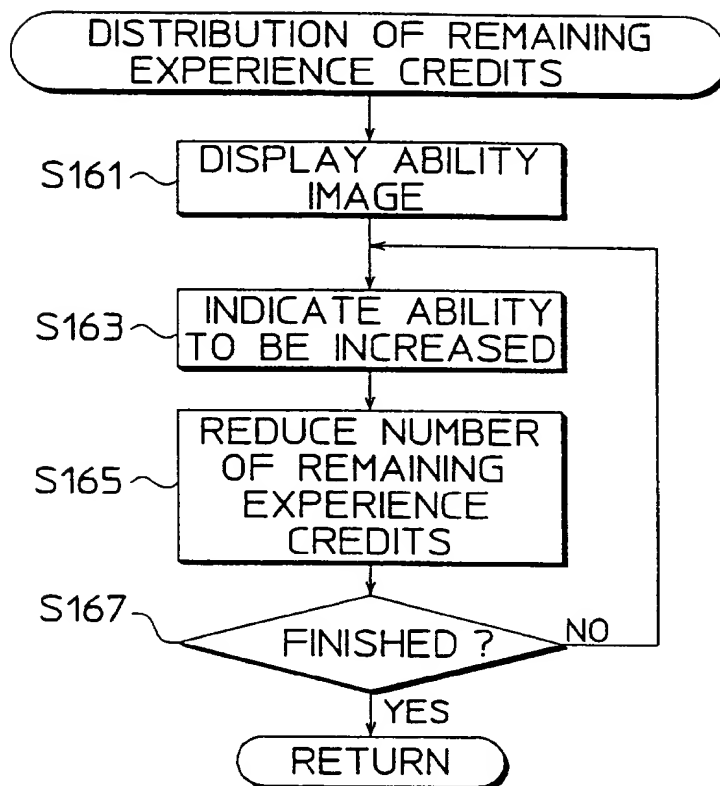 DISTRIBUTION OF REMAINING
EXPERIENCE CREDITS
S161
DISPLAY ABILITY
IMAGE
S163
INDICATE ABILITY
TO BE INCREASED
S165
REDUCE NUMBER
OF REMAINING
EXPERIENCE
CREDITS
S167
FINISHED ?
NO
YES
RETURN